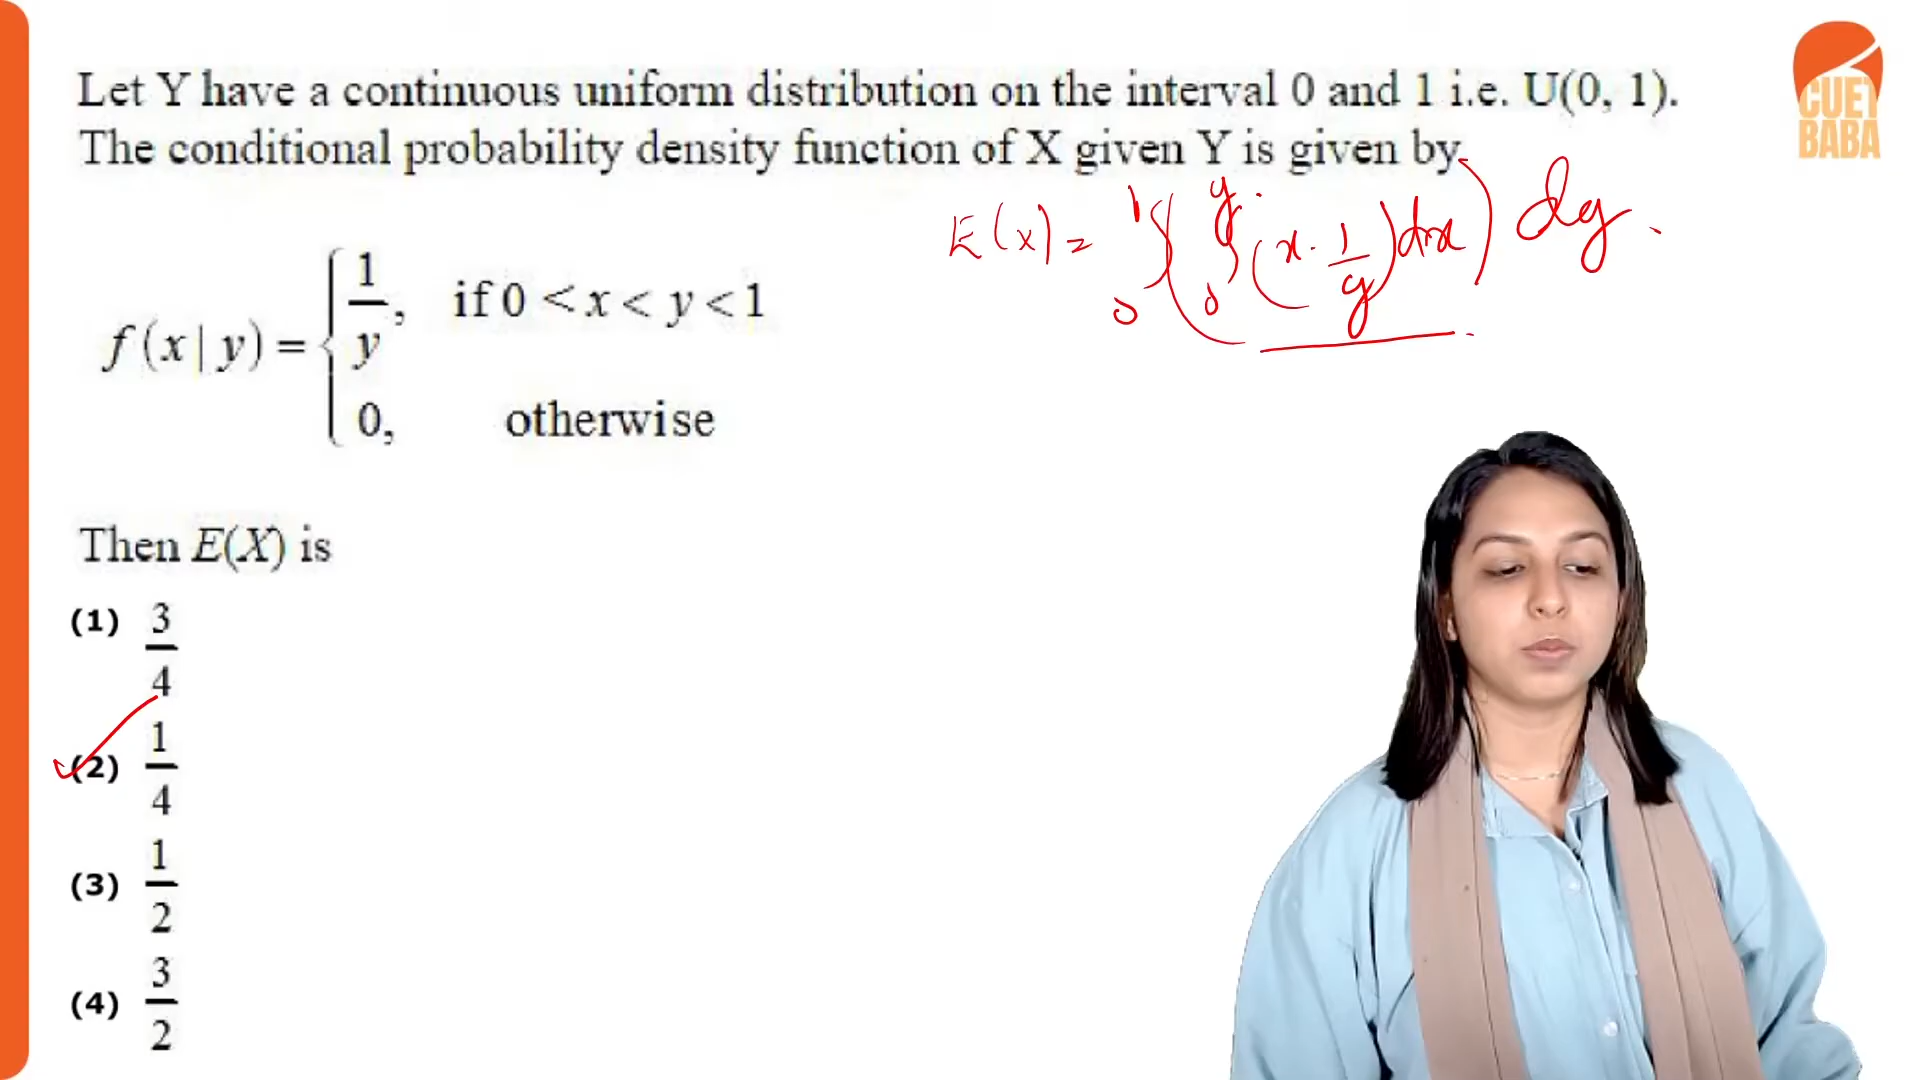 CUET
BABA
Let Y have a continuous uniform distribution on the interval 0 and 1 i.e. U(0, 1).
The conditional probability density function of X given Y is given by
E(x) = ∫₀¹ (∫₀ʸ (x · 1/y) dx) dy.
f(x|y) = { 1/y, if 0 < x < y < 1
0, otherwise
Then E(X) is
(1) 3/4
(2) 1/4
(3) 1/2
(4) 3/2